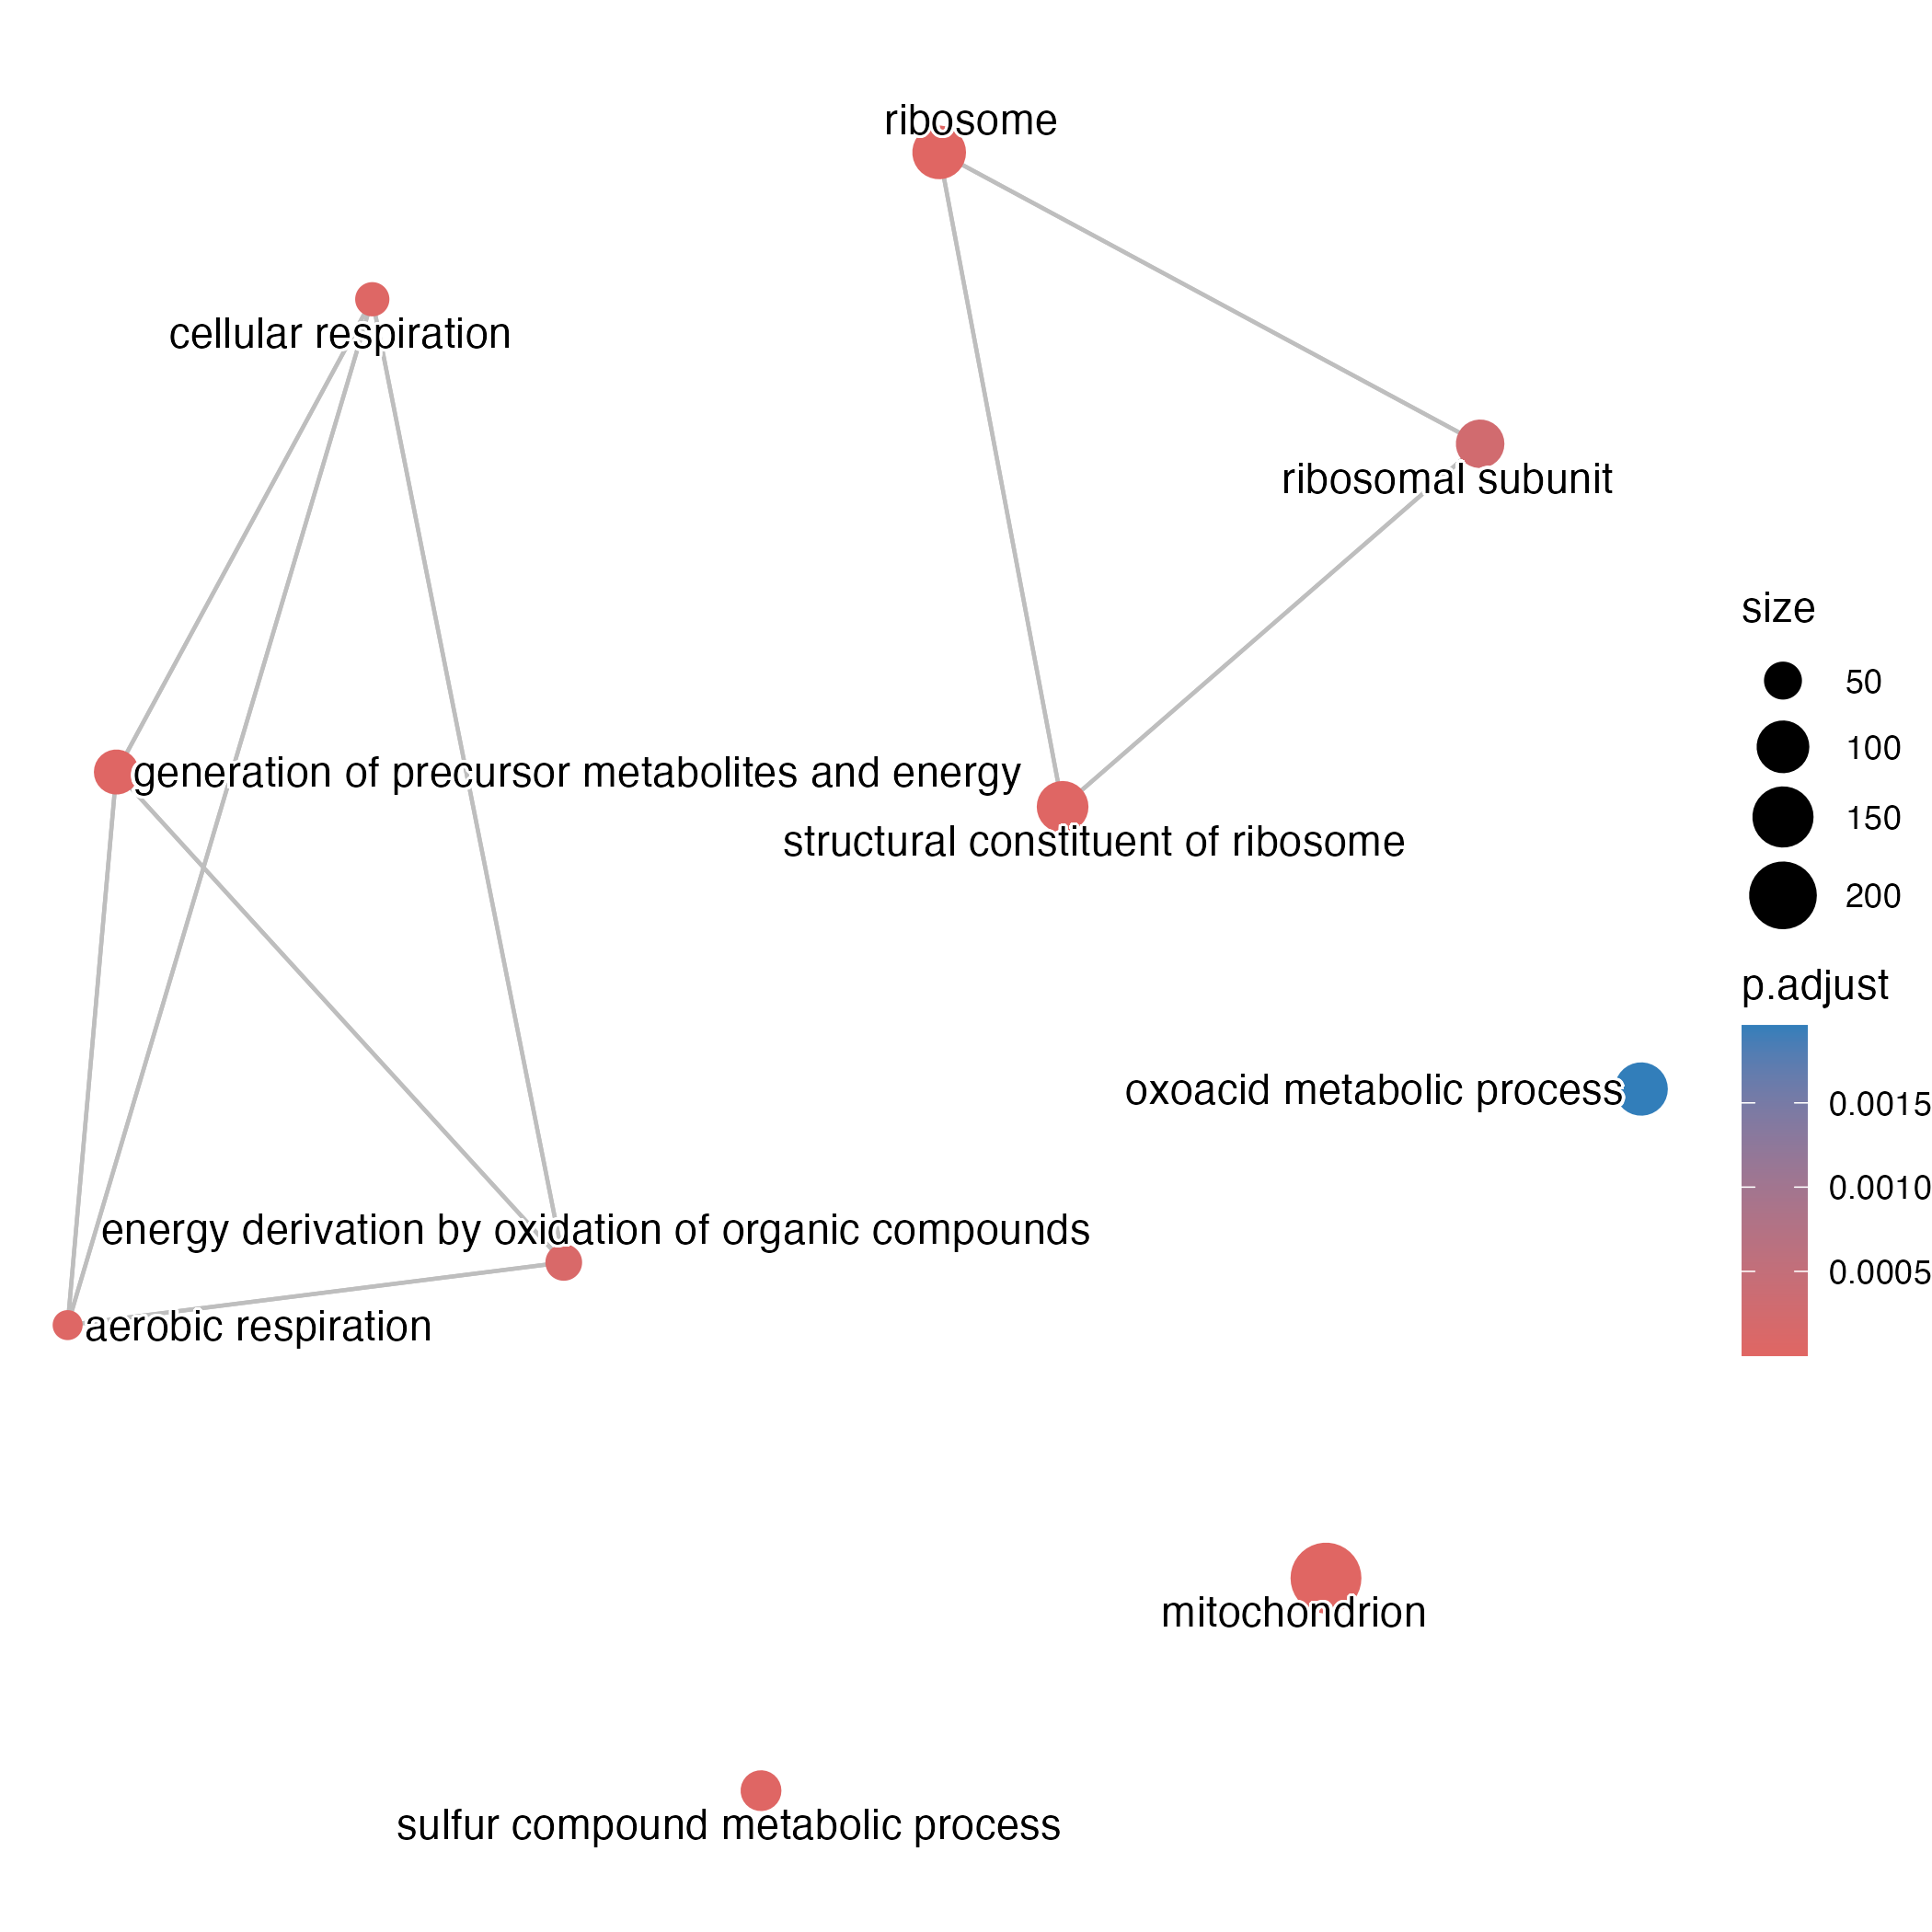 ribosome
cellular respiration
ribosomal subunit
generation of precursor metabolites and energy
structural constituent of ribosome
oxoacid metabolic process
energy derivation by oxidation of organic compounds
aerobic respiration
mitochondrion
sulfur compound metabolic process
size
50
100
150
200
p.adjust
0.0015
0.0010
0.0005